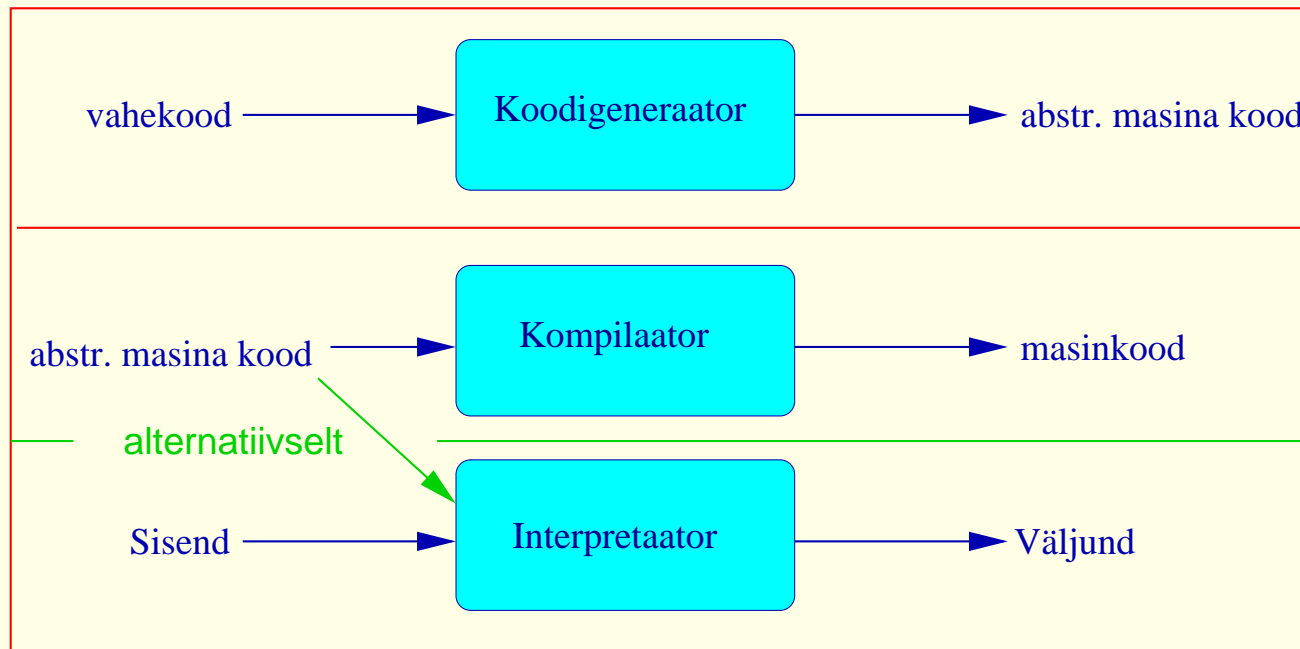 vahekood Koodigeneraator abstr. masina kood
abstr. masina kood Kompilaator masinkood
alternatiivselt
Sisend Interpretaator Väljund